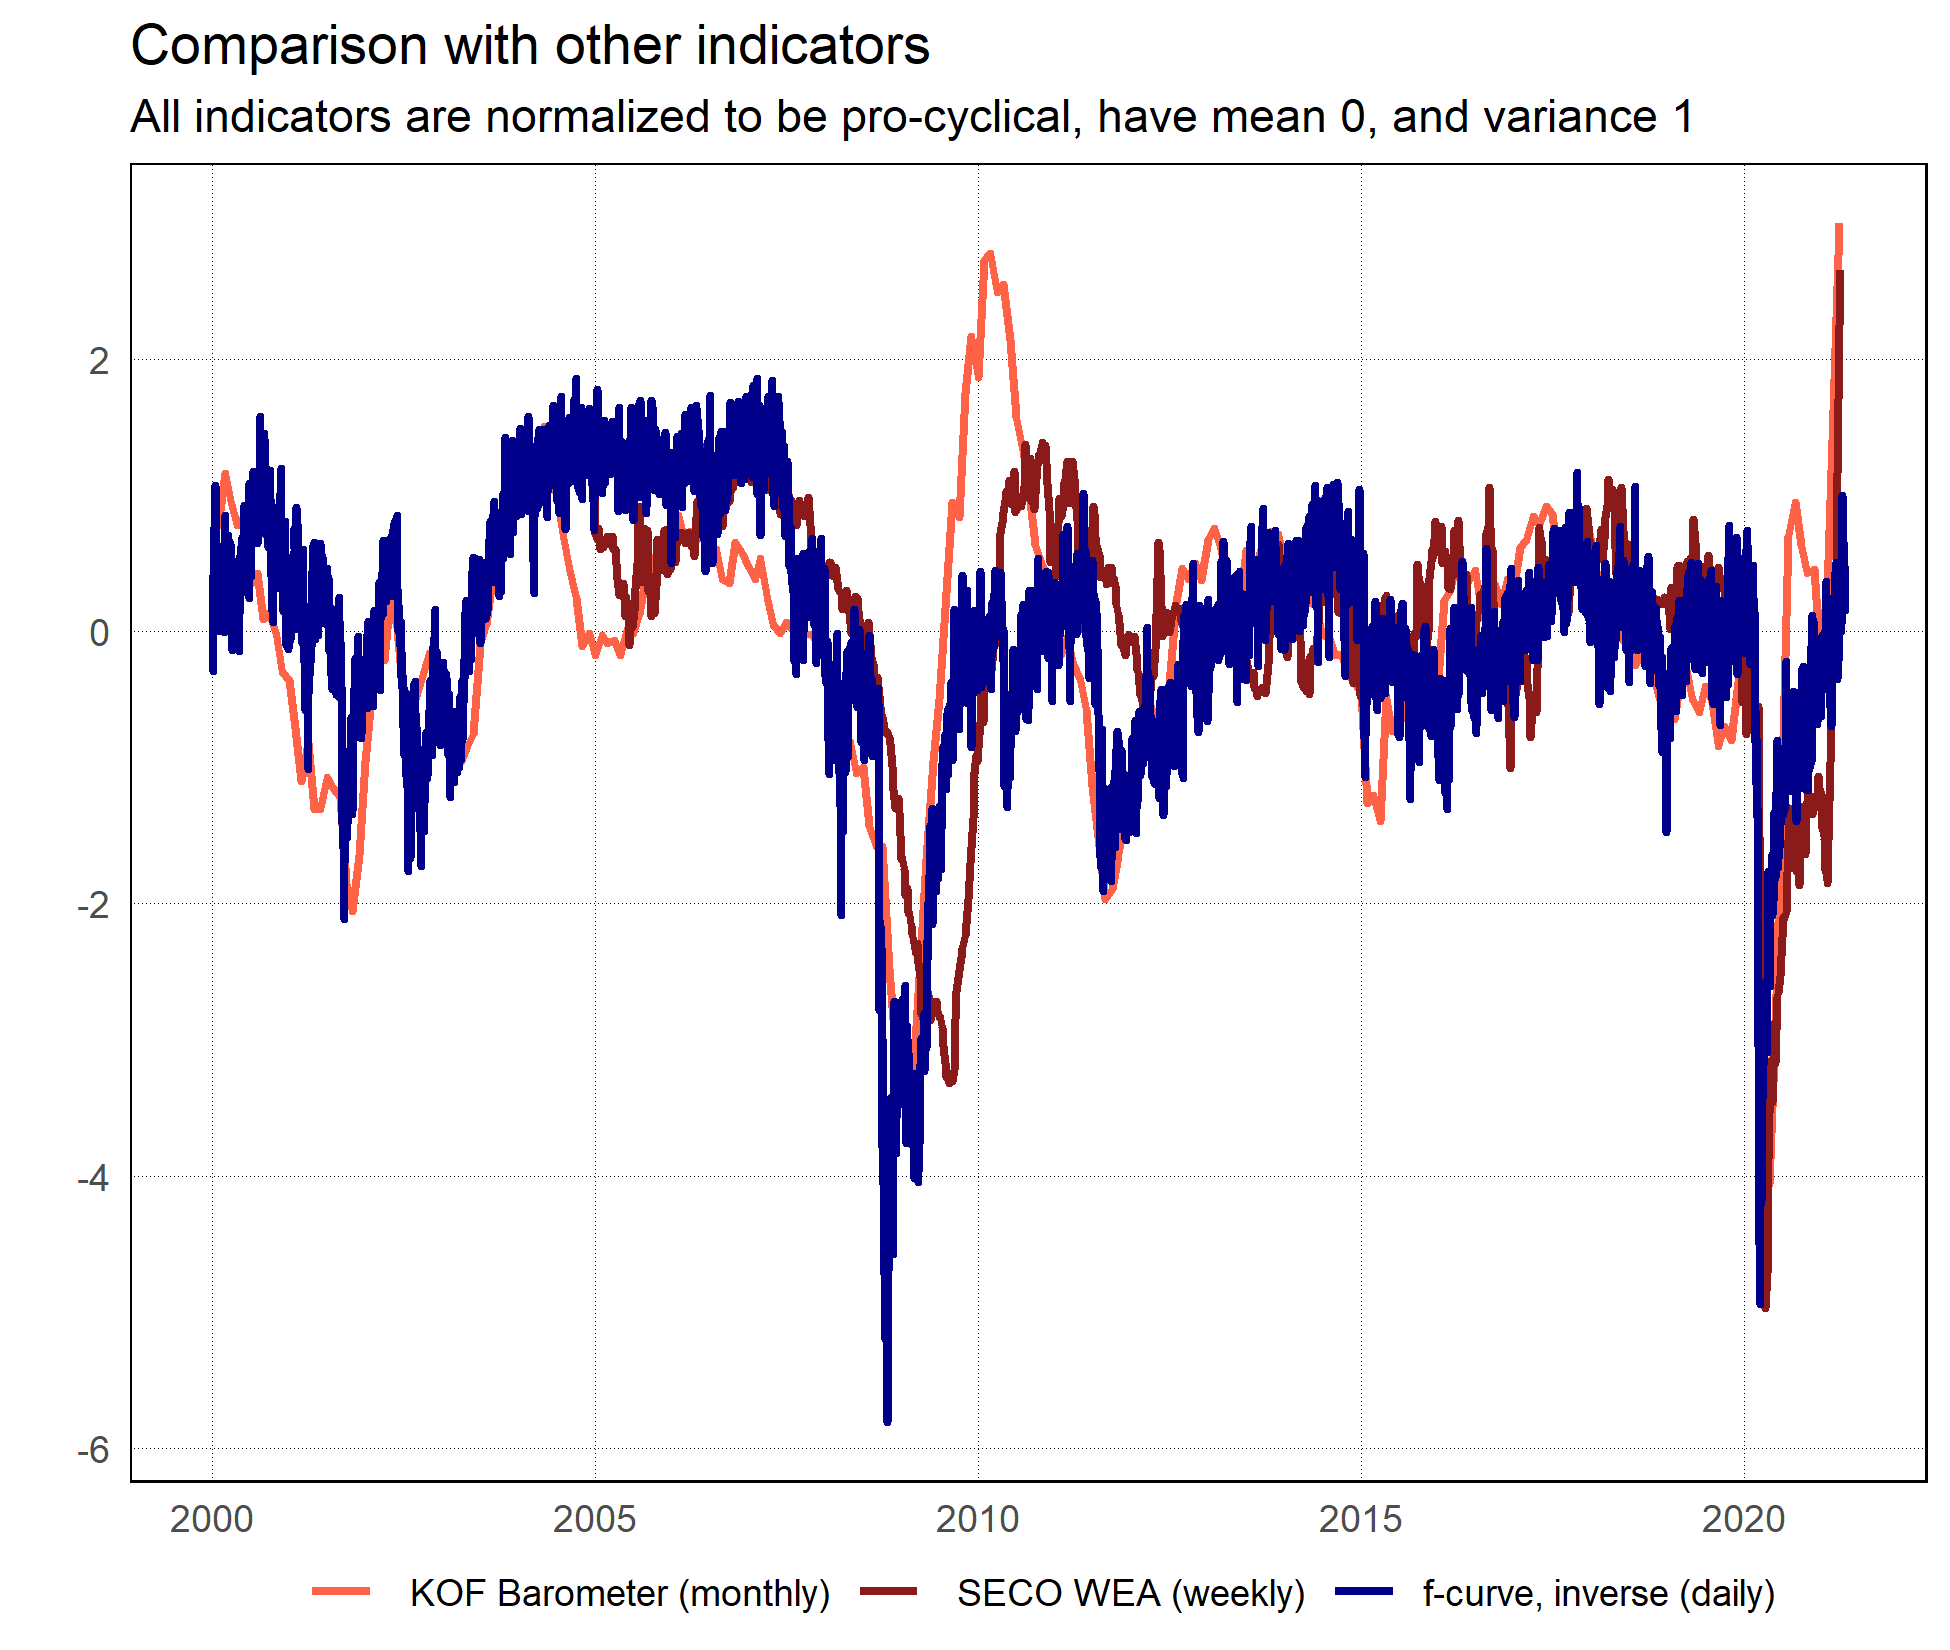 Comparison with other indicators
All indicators are normalized to be pro-cyclical, have mean 0, and variance 1
2
0
-2
-4
-6
2000 2005 2010 2015 2020
KOF Barometer (monthly) SECO WEA (weekly) f-curve, inverse (daily)